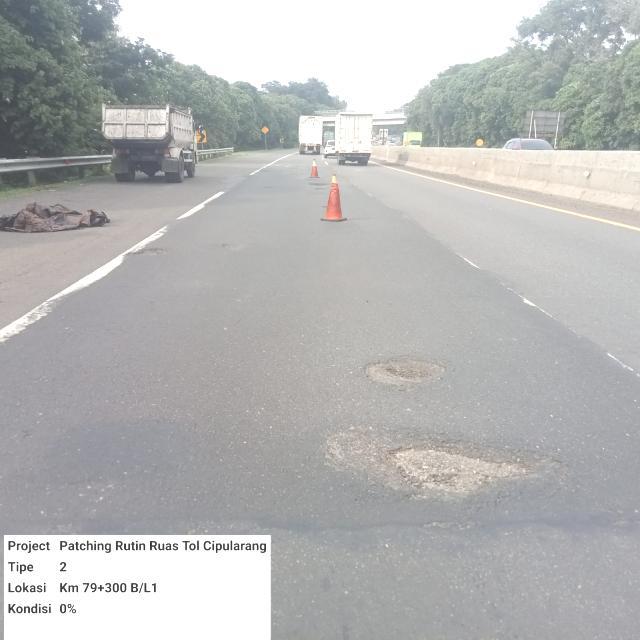 Project Patching Rutin Ruas Tol Cipularang
Tipe 2
Lokasi Km 79+300 B/L1
Kondisi 0%